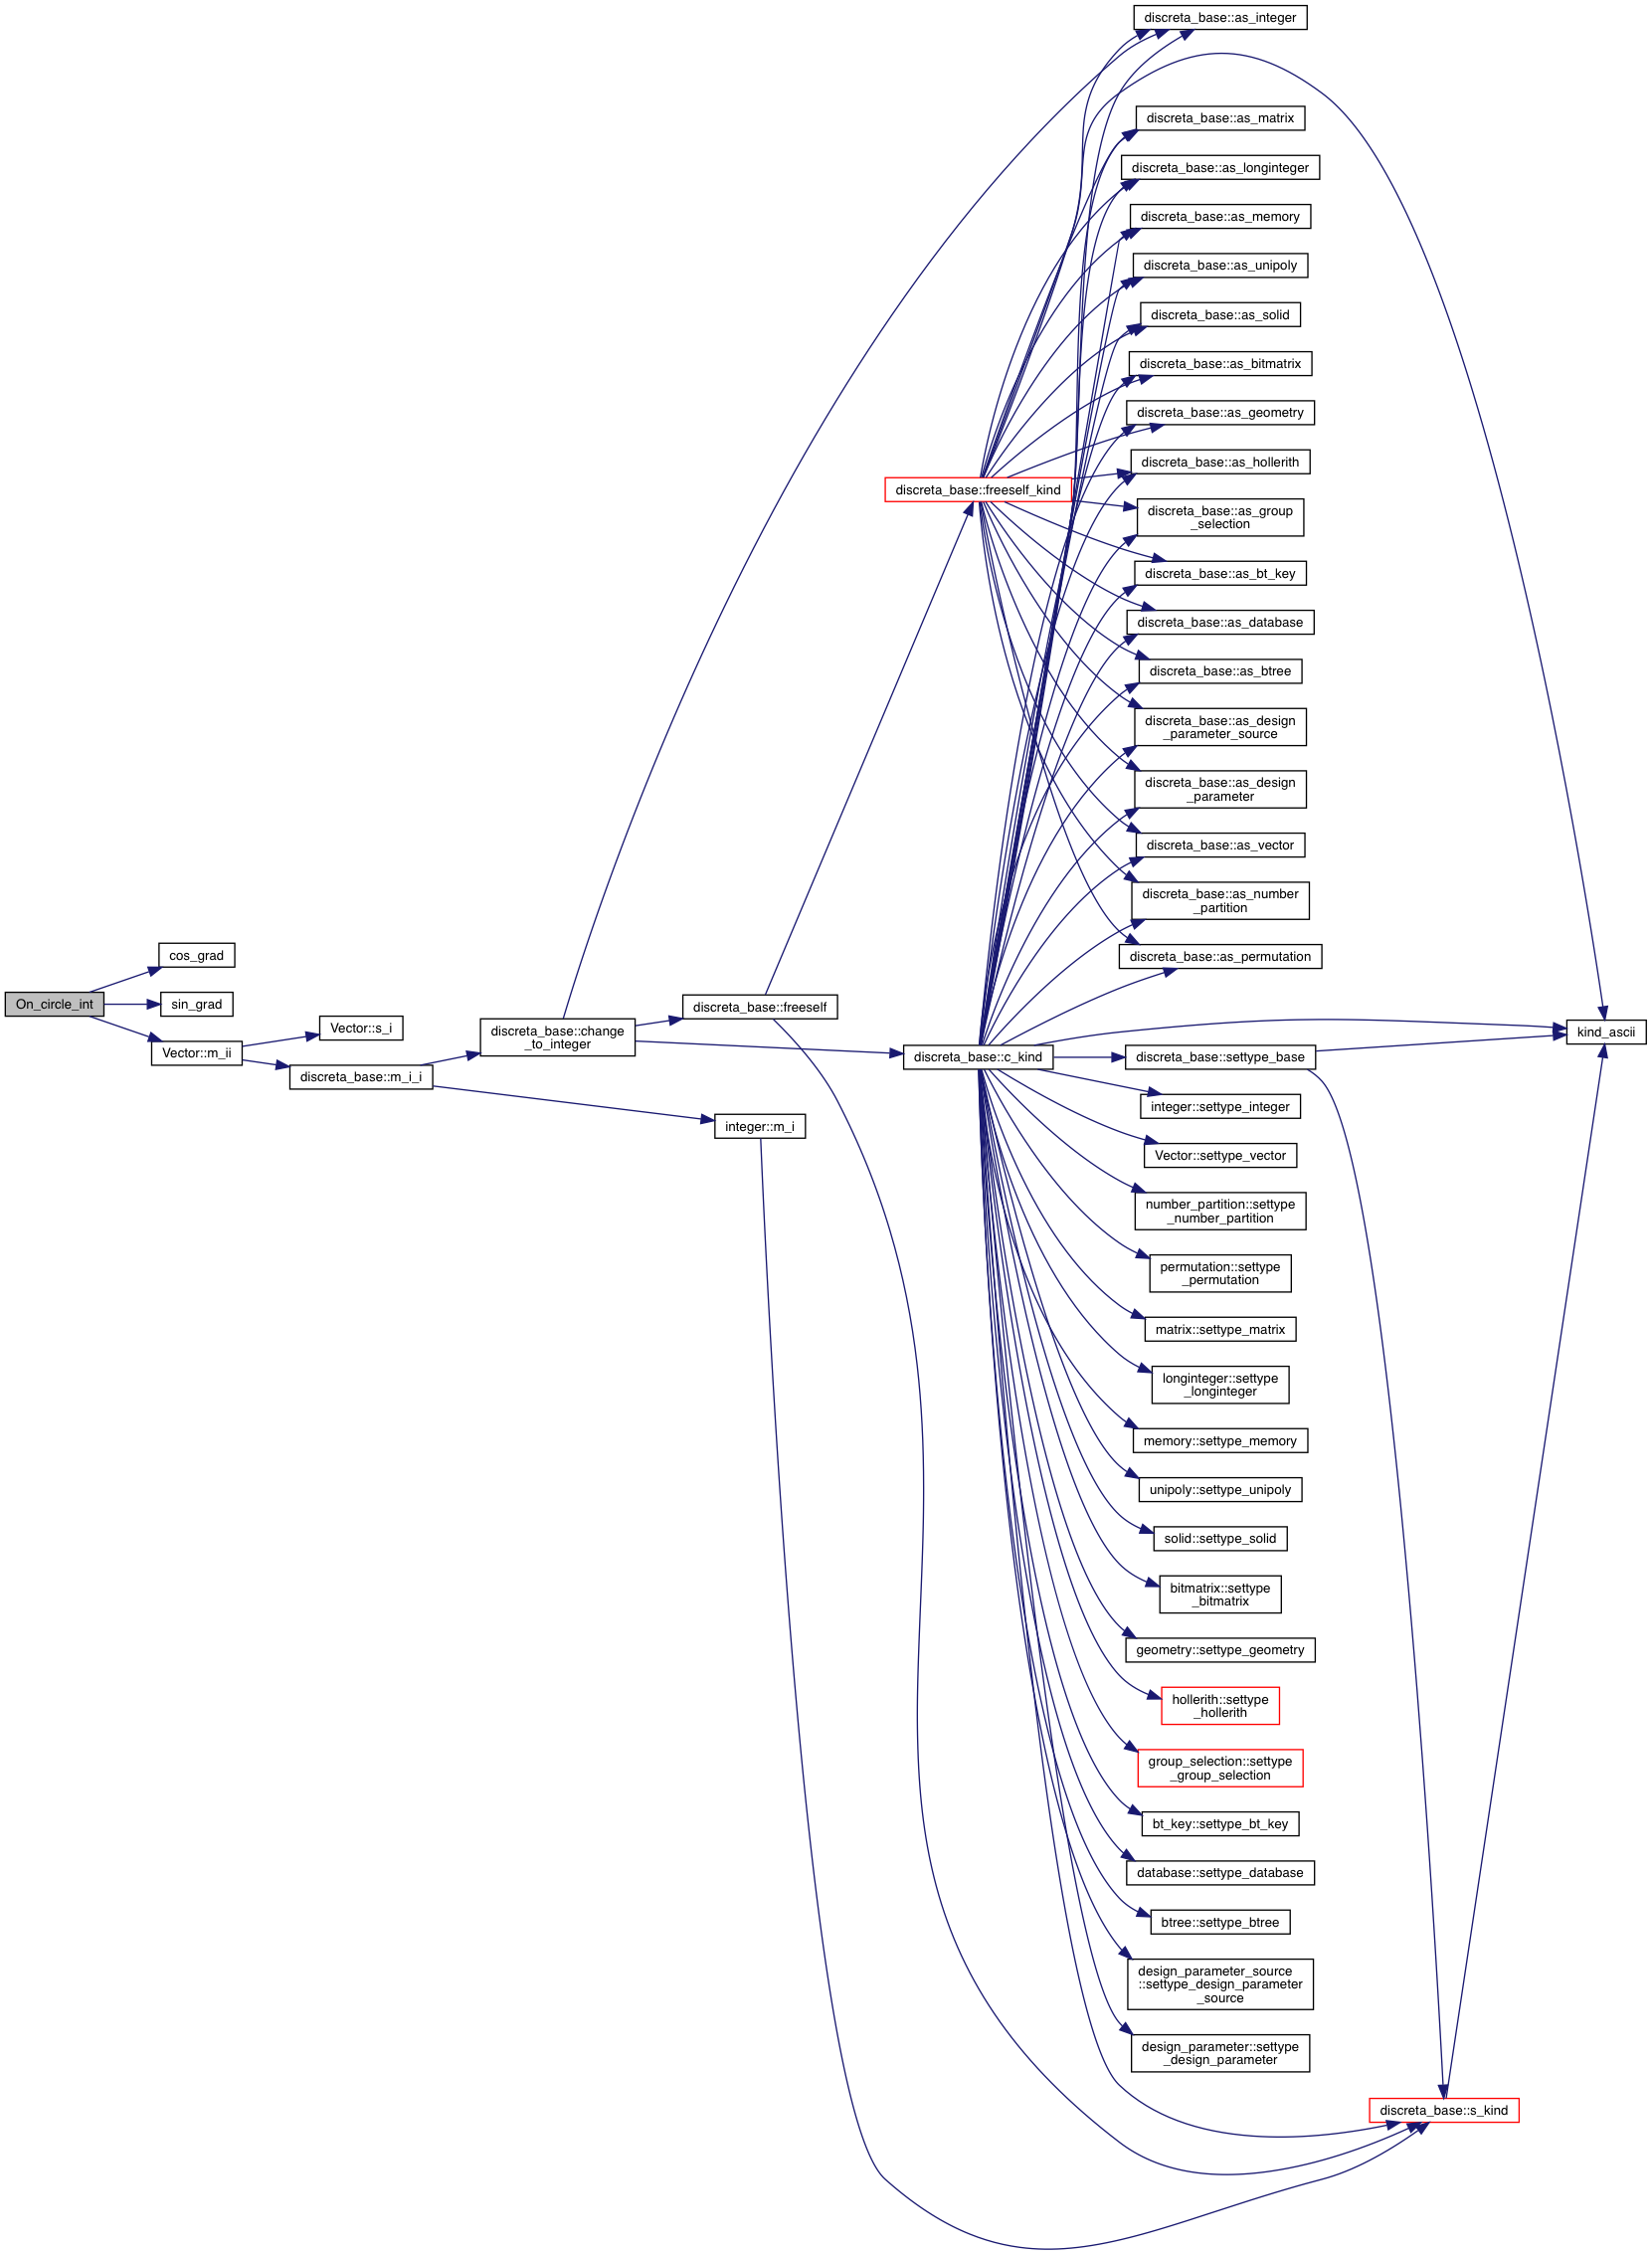 On_circle_int
cos_grad
sin_grad
Vector::m_ii
Vector::s_i
discreta_base::m_i_i
discreta_base::change
_to_integer
integer::m_i
discreta_base::freeself
discreta_base::freeself_kind
discreta_base::c_kind
discreta_base::as_integer
discreta_base::as_matrix
discreta_base::as_longinteger
discreta_base::as_memory
discreta_base::as_unipoly
discreta_base::as_solid
discreta_base::as_bitmatrix
discreta_base::as_geometry
discreta_base::as_hollerith
discreta_base::as_group
_selection
discreta_base::as_bt_key
discreta_base::as_database
discreta_base::as_btree
discreta_base::as_design
_parameter_source
discreta_base::as_design
_parameter
discreta_base::as_vector
discreta_base::as_number
_partition
discreta_base::as_permutation
discreta_base::settype_base
integer::settype_integer
Vector::settype_vector
number_partition::settype
_number_partition
permutation::settype
_permutation
matrix::settype_matrix
longinteger::settype
_longinteger
memory::settype_memory
unipoly::settype_unipoly
solid::settype_solid
bitmatrix::settype
_bitmatrix
geometry::settype_geometry
hollerith::settype
_hollerith
group_selection::settype
_group_selection
bt_key::settype_bt_key
database::settype_database
btree::settype_btree
design_parameter_source
::settype_design_parameter
_source
design_parameter::settype
_design_parameter
kind_ascii
discreta_base::s_kind